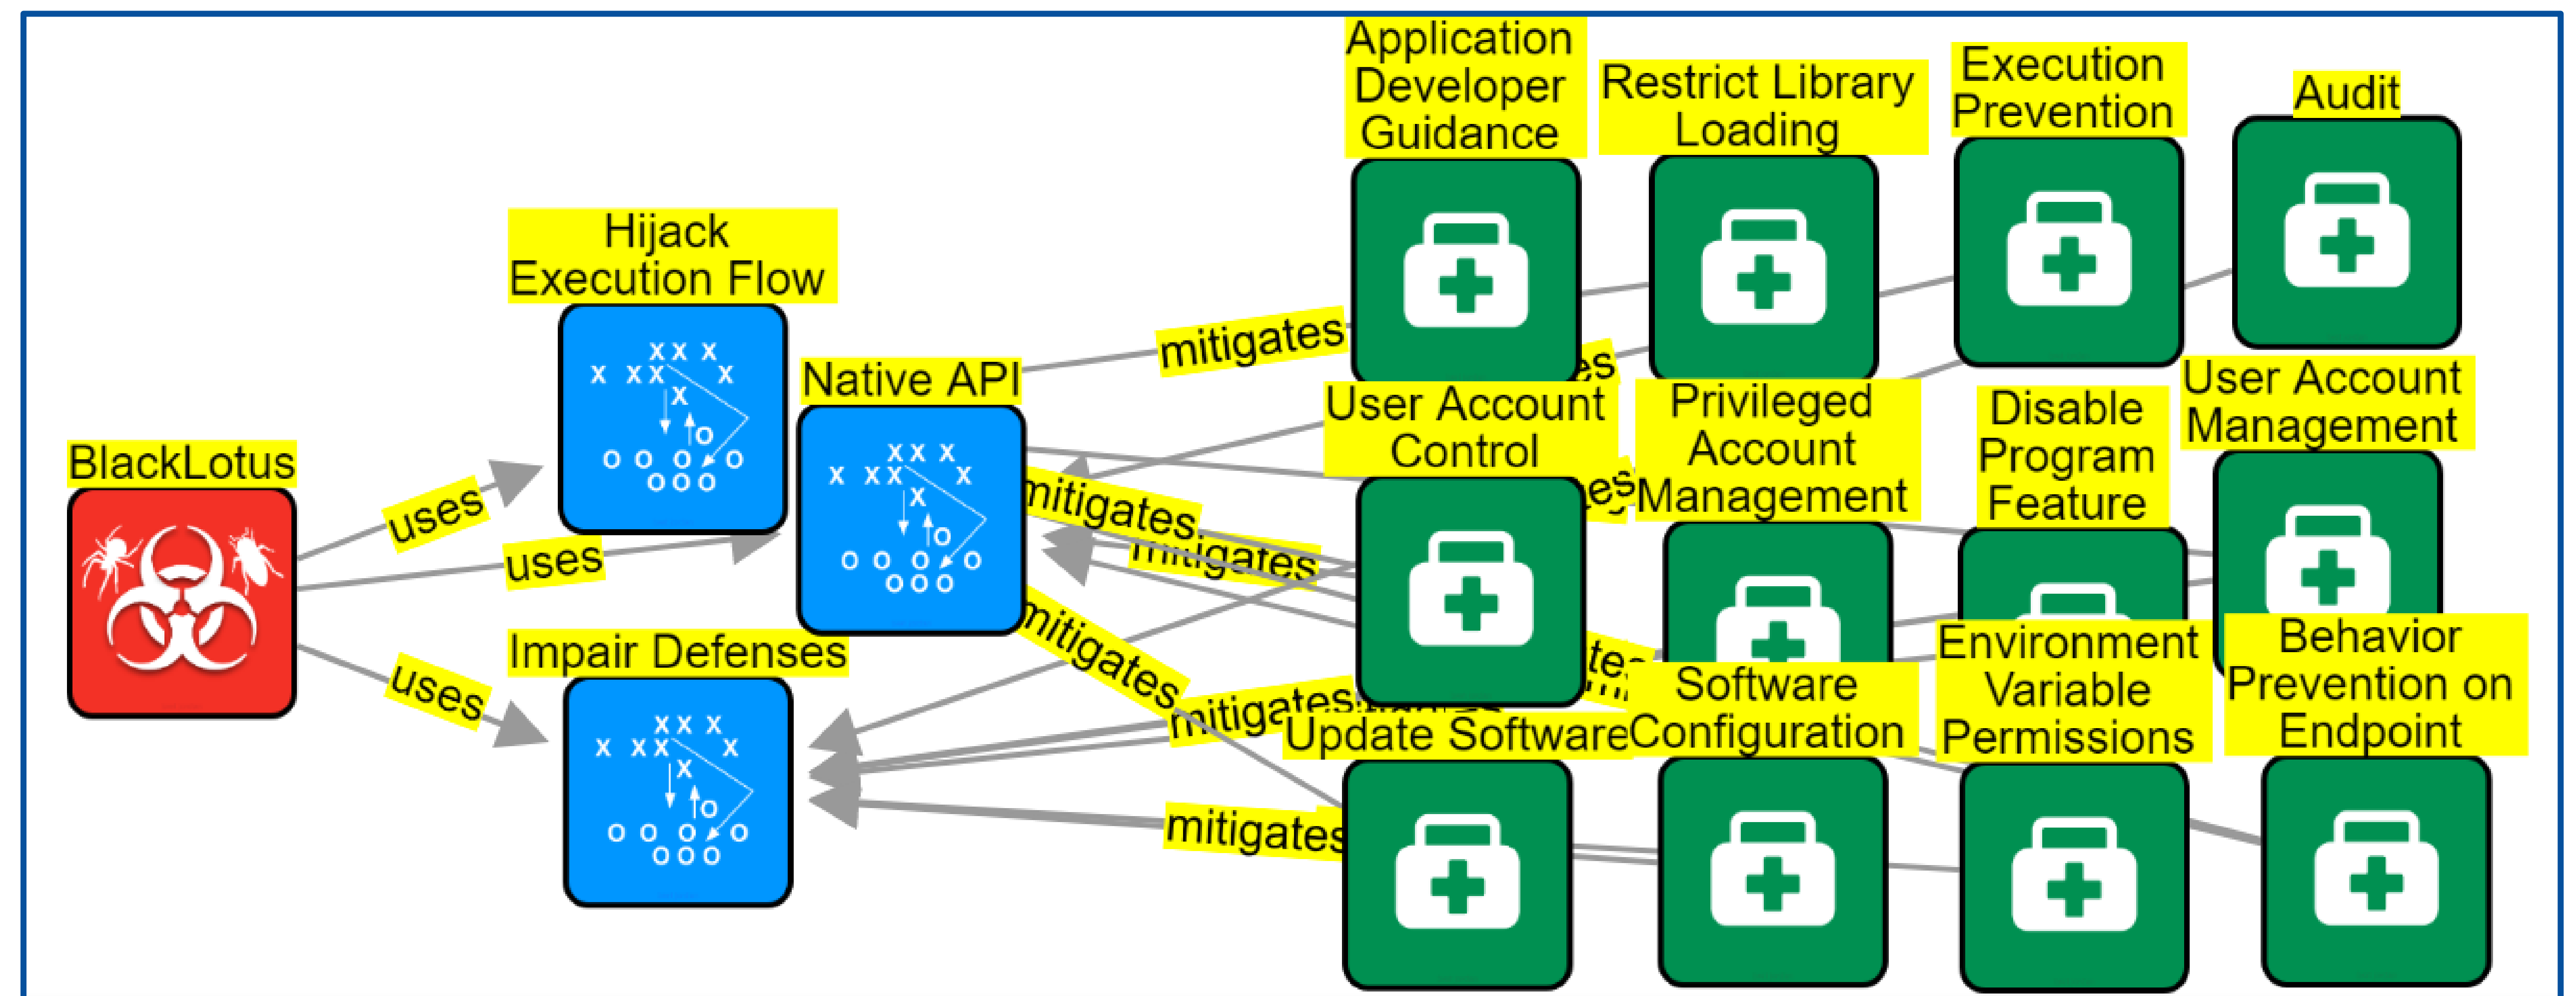 Application
Developer
Guidance
Restrict Library
Loading
Execution
Prevention
Audit
Hijack
Execution Flow
mitigates
Native API
User Account
Control
Privileged
Account
Management
Disable
Program
Feature
User Account
Management
BlackLotus
uses
uses
uses
mitigates
mitigates
mitigates
Impair Defenses
mitigates
Update Software
Software
Configuration
Environment
Variable
Permissions
Behavior
Prevention on
Endpoint
mitigates